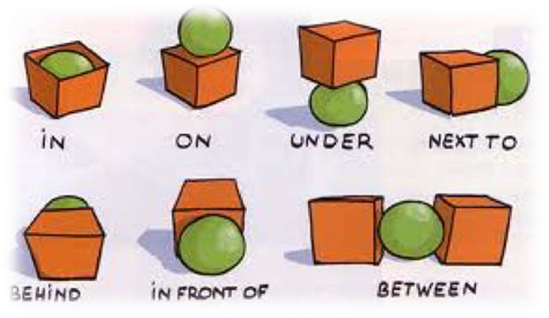 iN ON UNDER NEXT TO
BEHiND iN FRONT OF BETWEEN